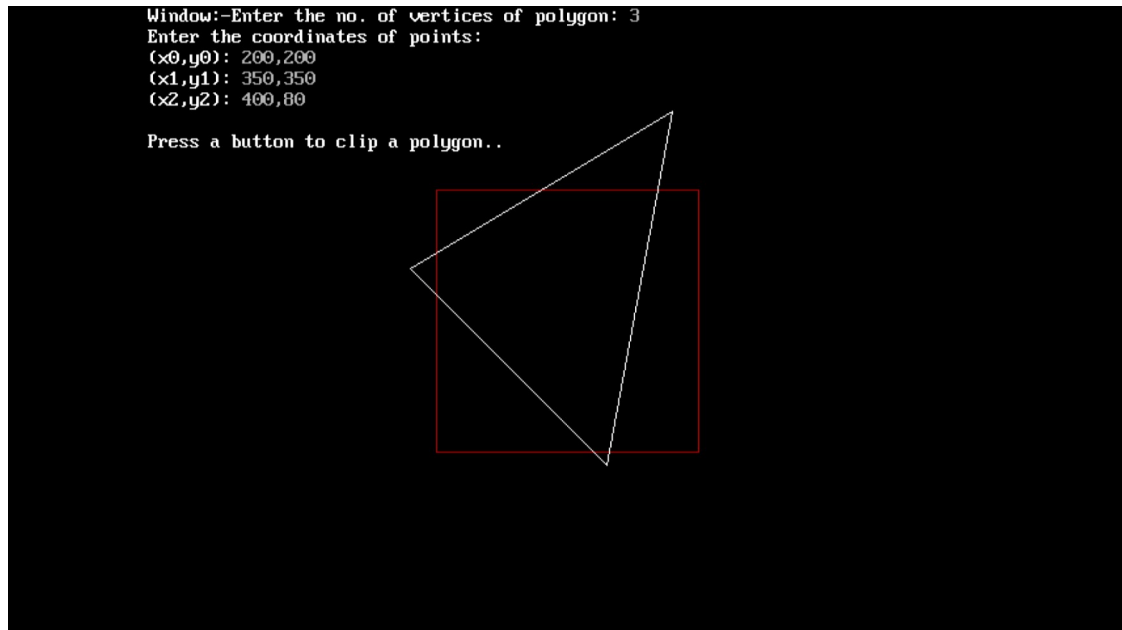 Window:-Enter the no. of vertices of polygon: 3
Enter the coordinates of points:
(x0,y0): 200,200
(x1,y1): 350,350
(x2,y2): 400,80
Press a button to clip a polygon..